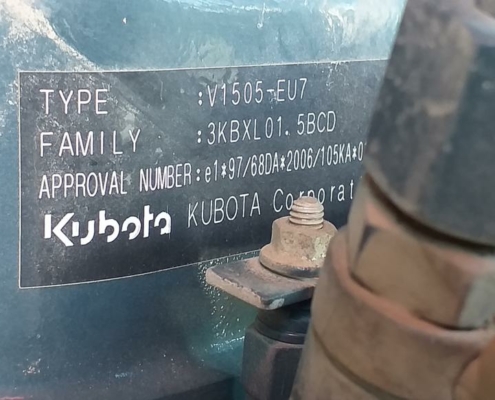 TYPE :V1505-EU7
FAMILY :3KBXL01.5BCD
APPROVAL NUMBER:e1*97/68DA*2006/105KA*0
Kubota KUBOTA Corporat